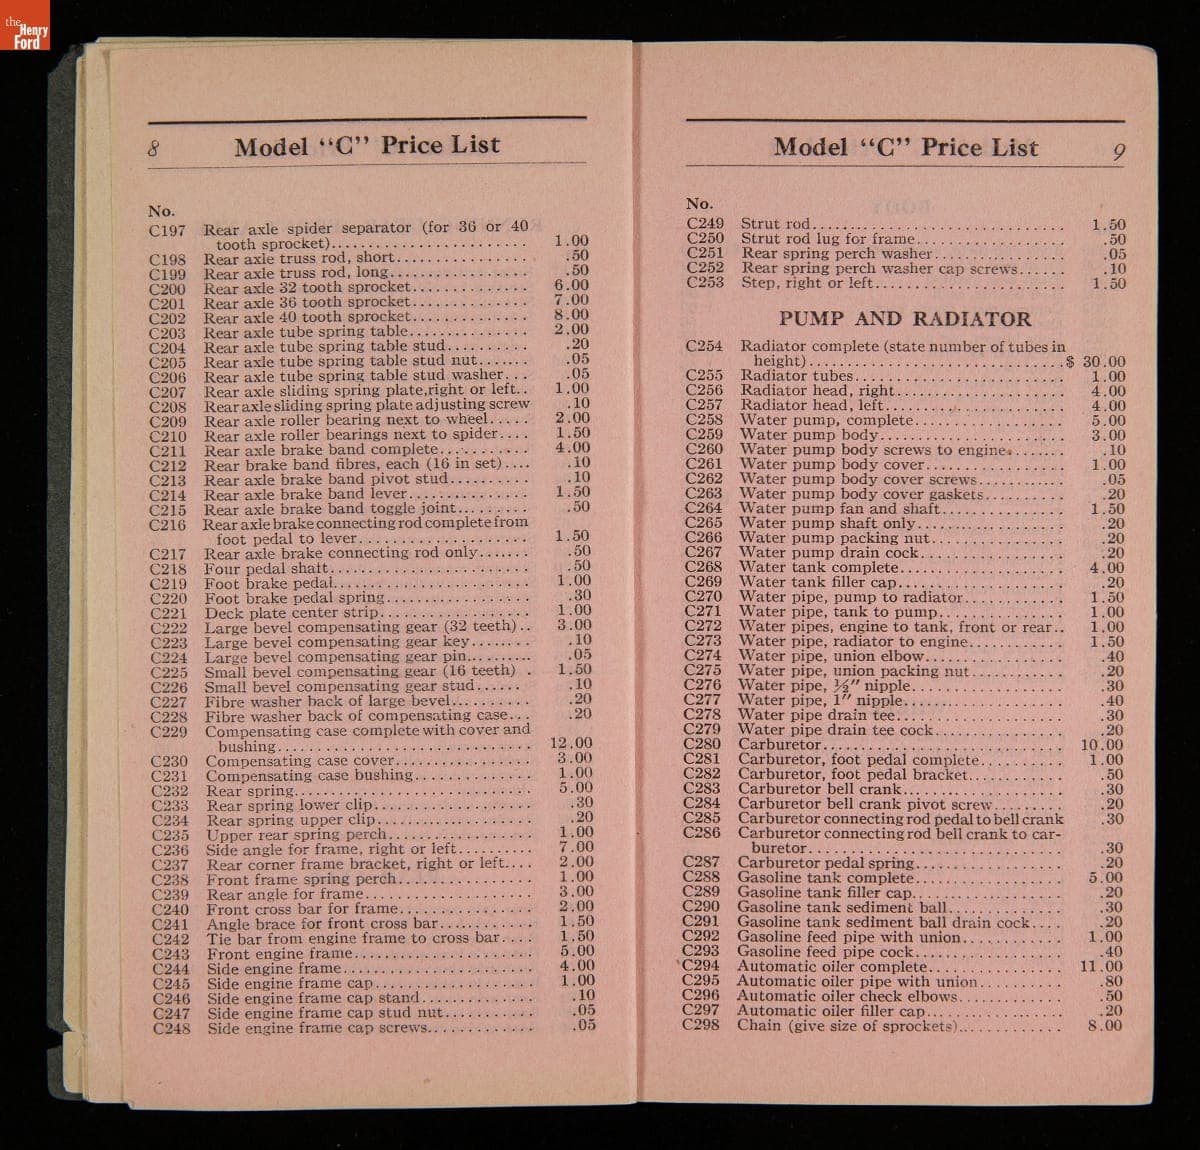 the
Henry
Ford
8 Model “C” Price List
No.
C197 Rear axle spider separator (for 36 or 40
tooth sprocket)........................ 1.00
C198 Rear axle truss rod, short................ .50
C199 Rear axle truss rod, long................. .50
C200 Rear axle 32 tooth sprocket.............. 6.00
C201 Rear axle 36 tooth sprocket.............. 7.00
C202 Rear axle 40 tooth sprocket.............. 8.00
C203 Rear axle tube spring table............... 2.00
C204 Rear axle tube spring table stud.......... .20
C205 Rear axle tube spring table stud nut....... .05
C206 Rear axle tube spring table stud washer... .05
C207 Rear axle sliding spring plate,right or left.. 1.00
C208 Rear axle sliding spring plate adjusting screw .10
C209 Rear axle roller bearing next to wheel..... 2.00
C210 Rear axle roller bearings next to spider.... 1.50
C211 Rear axle brake band complete........... 4.00
C212 Rear brake band fibres, each (16 in set).... .10
C213 Rear axle brake band pivot stud.......... .10
C214 Rear axle brake band lever............... 1.50
C215 Rear axle brake band toggle joint......... .50
C216 Rear axle brake connecting rod complete from
foot pedal to lever..................... 1.50
C217 Rear axle brake connecting rod only....... .50
C218 Four pedal shaft......................... .50
C219 Foot brake pedal........................ 1.00
C220 Foot brake pedal spring.................. .30
C221 Deck plate center strip................... 1.00
C222 Large bevel compensating gear (32 teeth).. 3.00
C223 Large bevel compensating gear key........ .10
C224 Large bevel compensating gear pin.......... .05
C225 Small bevel compensating gear (16 teeth) . 1.50
C226 Small bevel compensating gear stud...... .10
C227 Fibre washer back of large bevel.......... .20
C228 Fibre washer back of compensating case... .20
C229 Compensating case complete with cover and
bushing............................... 12.00
C230 Compensating case cover................. 3.00
C231 Compensating case bushing............... 1.00
C232 Rear spring............................. 5.00
C233 Rear spring lower clip.................... .30
C234 Rear spring upper clip................... .20
C235 Upper rear spring perch.................. 1.00
C236 Side angle for frame, right or left.......... 7.00
C237 Rear corner frame bracket, right or left.... 2.00
C238 Front frame spring perch................. 1.00
C239 Rear angle for frame..................... 3.00
C240 Front cross bar for frame................. 2.00
C241 Angle brace for front cross bar............ 1.50
C242 Tie bar from engine frame to cross bar.... 1.50
C243 Front engine frame...................... 5.00
C244 Side engine frame....................... 4.00
C245 Side engine frame cap.................... 1.00
C246 Side engine frame cap stand.............. .10
C247 Side engine frame cap stud nut........... .05
C248 Side engine frame cap screws............. .05
Model “C” Price List 9
No.
C249 Strut rod............................... 1.50
C250 Strut rod lug for frame.................. .50
C251 Rear spring perch washer................ .05
C252 Rear spring perch washer cap screws...... .10
C253 Step, right or left........................ 1.50
PUMP AND RADIATOR
C254 Radiator complete (state number of tubes in
height)...............................$ 30.00
C255 Radiator tubes.......................... 1.00
C256 Radiator head, right..................... 4.00
C257 Radiator head, left...................... 4.00
C258 Water pump, complete................... 5.00
C259 Water pump body....................... 3.00
C260 Water pump body screws to engine....... .10
C261 Water pump body cover................. 1.00
C262 Water pump body cover screws........... .05
C263 Water pump body cover gaskets.......... .20
C264 Water pump fan and shaft............... 1.50
C265 Water pump shaft only.................. .20
C266 Water pump packing nut................ .20
C267 Water pump drain cock.................. .20
C268 Water tank complete.................... 4.00
C269 Water tank filler cap.................... .20
C270 Water pipe, pump to radiator............ 1.50
C271 Water pipe, tank to pump............... 1.00
C272 Water pipes, engine to tank, front or rear.. 1.00
C273 Water pipe, radiator to engine............ 1.50
C274 Water pipe, union elbow................. .40
C275 Water pipe, union packing nut........... .20
C276 Water pipe, ½″ nipple................... .30
C277 Water pipe, 1″ nipple.................... .40
C278 Water pipe drain tee..................... .30
C279 Water pipe drain tee cock................ .20
C280 Carburetor.............................. 10.00
C281 Carburetor, foot pedal complete.......... 1.00
C282 Carburetor, foot pedal bracket............ .50
C283 Carburetor bell crank.................... .30
C284 Carburetor bell crank pivot screw......... .20
C285 Carburetor connecting rod pedal to bell crank .30
C286 Carburetor connecting rod bell crank to car-
buretor............................... .30
C287 Carburetor pedal spring.................. .20
C288 Gasoline tank complete.................. 5.00
C289 Gasoline tank filler cap.................. .20
C290 Gasoline tank sediment ball.............. .30
C291 Gasoline tank sediment ball drain cock.... .20
C292 Gasoline feed pipe with union............ 1.00
C293 Gasoline feed pipe cock.................. .40
C294 Automatic oiler complete................ 11.00
C295 Automatic oiler pipe with union.......... .80
C296 Automatic oiler check elbows............. .50
C297 Automatic oiler filler cap................. .20
C298 Chain (give size of sprockets)............. 8.00